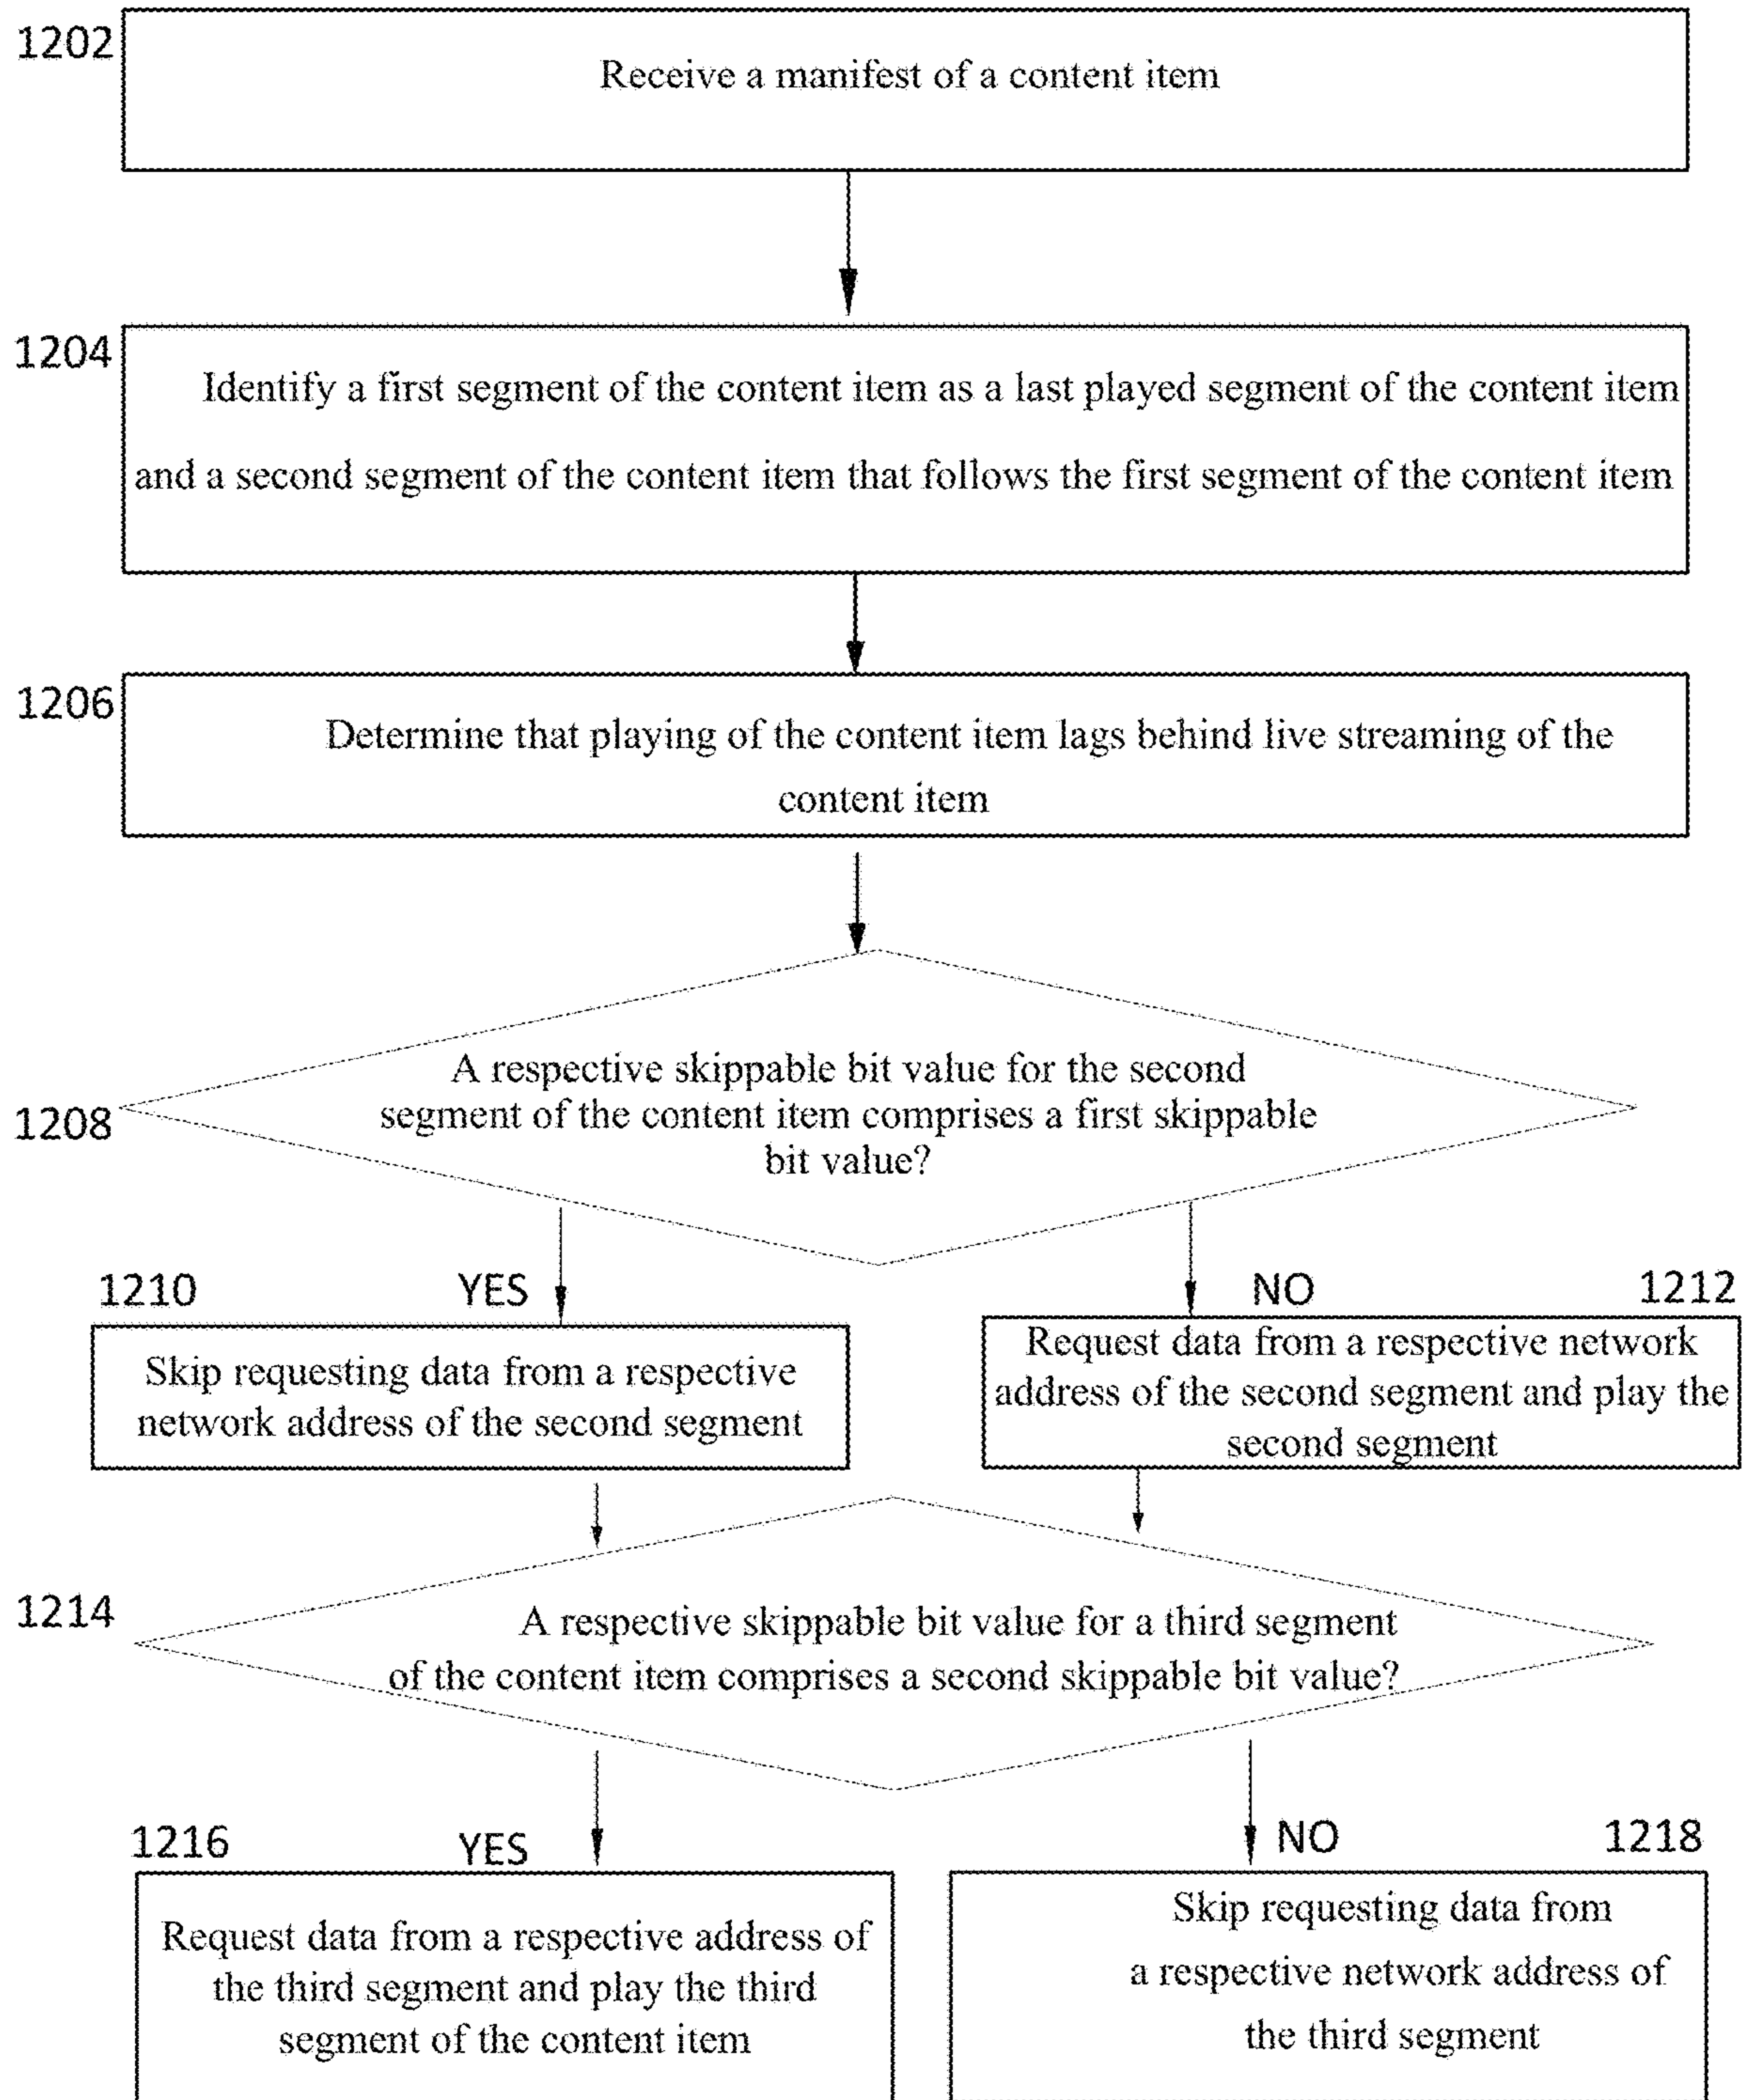 1202
Receive a manifest of a content item
1204
Identify a first segment of the content item as a last played segment of the content item
and a second segment of the content item that follows the first segment of the content item
1206
Determine that playing of the content item lags behind live streaming of the
content item
1208
A respective skippable bit value for the second
segment of the content item comprises a first skippable
bit value?
1210
YES
NO
1212
Skip requesting data from a respective
network address of the second segment
Request data from a respective network
address of the second segment and play the
second segment
1214
A respective skippable bit value for a third segment
of the content item comprises a second skippable bit value?
1216
YES
NO
1218
Request data from a respective address of
the third segment and play the third
segment of the content item
Skip requesting data from
a respective network address of
the third segment